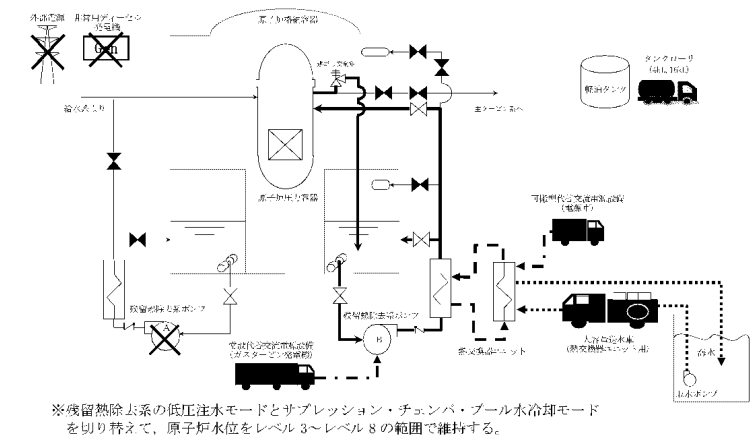 外部電源
非常用ディーゼル
発電機
Gen
原子炉格納容器
逃がし安全弁
タンクローリ
(4kL, 16kL)
軽油タンク
給水系より
主タービン系へ
原子炉圧力容器
可搬型代替交流電源設備
(電源車)
残留熱除去系ポンプ
A
残留熱除去系ポンプ
B
熱交換器ユニット
大容量送水車
(熱交換器ユニット用)
海水
取水ポンプ
常設代替交流電源設備
(ガスタービン発電機)
※残留熱除去系の低圧注水モードとサプレッション・チェンバ・プール水冷却モード
を切り替えて，原子炉水位をレベル 3～レベル 8 の範囲で維持する。